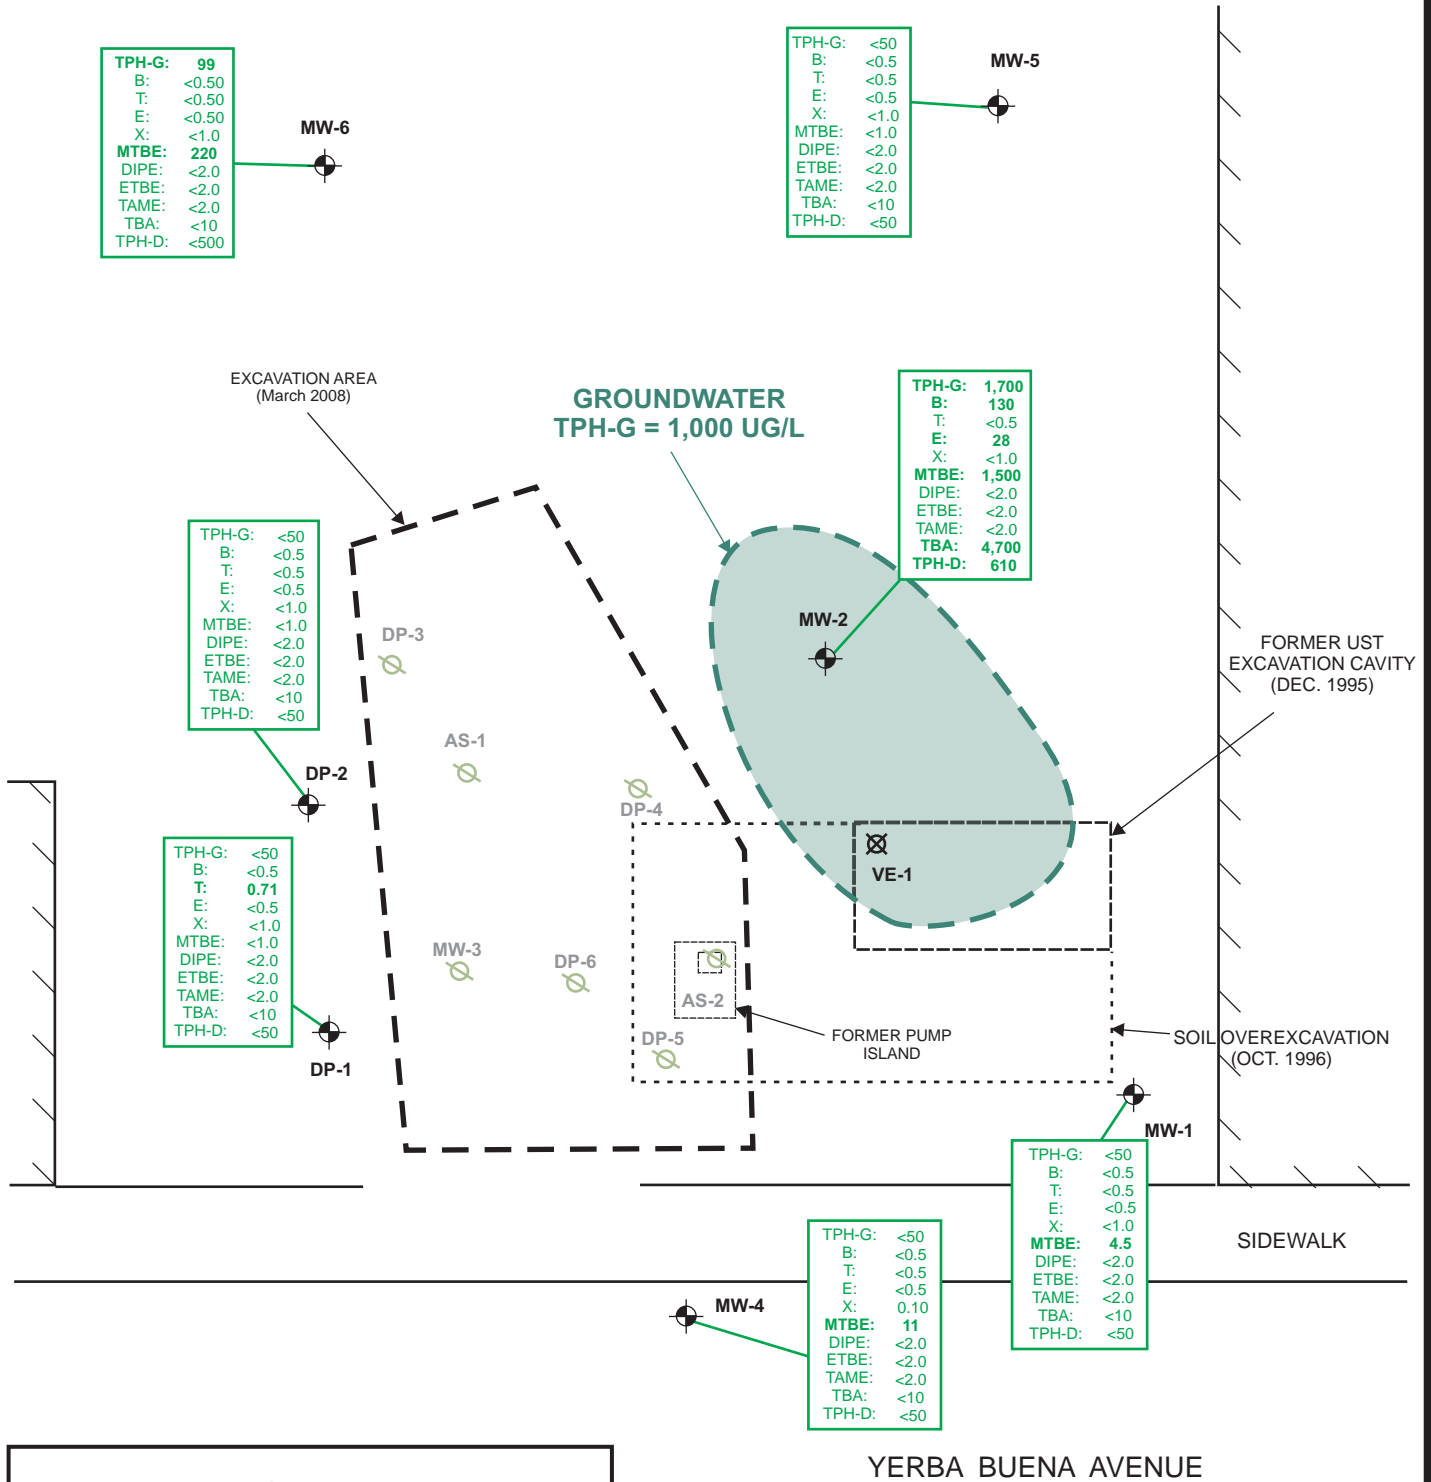 TPH-G: 99
B: <0.50
T: <0.50
E: <0.50
X: <1.0
MTBE: 220
DIPE: <2.0
ETBE: <2.0
TAME: <2.0
TBA: <10
TPH-D: <500
MW-6
TPH-G: <50
B: <0.5
T: <0.5
E: <0.5
X: <1.0
MTBE: <1.0
DIPE: <2.0
ETBE: <2.0
TAME: <2.0
TBA: <10
TPH-D: <50
MW-5
EXCAVATION AREA
(March 2008)
GROUNDWATER
TPH-G = 1,000 UG/L
TPH-G: 1,700
B: 130
T: <0.5
E: 28
X: <1.0
MTBE: 1,500
DIPE: <2.0
ETBE: <2.0
TAME: <2.0
TBA: 4,700
TPH-D: 610
MW-2
TPH-G: <50
B: <0.5
T: <0.5
E: <0.5
X: <1.0
MTBE: <1.0
DIPE: <2.0
ETBE: <2.0
TAME: <2.0
TBA: <10
TPH-D: <50
DP-2
DP-3
AS-1
DP-4
FORMER UST
EXCAVATION CAVITY
(DEC. 1995)
VE-1
TPH-G: <50
B: <0.5
T: 0.71
E: <0.5
X: <1.0
MTBE: <1.0
DIPE: <2.0
ETBE: <2.0
TAME: <2.0
TBA: <10
TPH-D: <50
DP-1
MW-3
DP-6
AS-2
DP-5
FORMER PUMP
ISLAND
SOIL OVEREXCAVATION
(OCT. 1996)
MW-1
TPH-G: <50
B: <0.5
T: <0.5
E: <0.5
X: <1.0
MTBE: 4.5
DIPE: <2.0
ETBE: <2.0
TAME: <2.0
TBA: <10
TPH-D: <50
SIDEWALK
MW-4
TPH-G: <50
B: <0.5
T: <0.5
E: <0.5
X: 0.10
MTBE: 11
DIPE: <2.0
ETBE: <2.0
TAME: <2.0
TBA: <10
TPH-D: <50
YERBA BUENA AVENUE